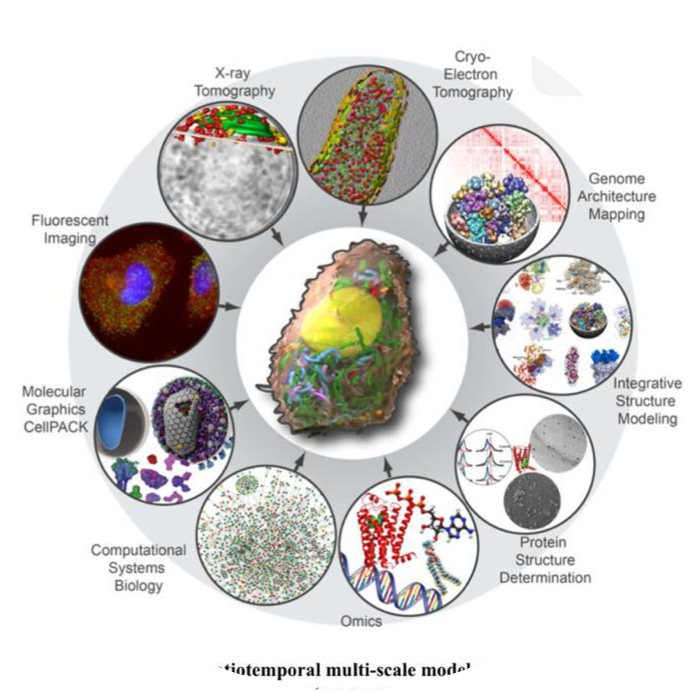 Cryo-
Electron
Tomography
X-ray
Tomography
Genome
Architecture
Mapping
Fluorescent
Imaging
Integrative
Structure
Modeling
Molecular
Graphics
CellPACK
Protein
Structure
Determination
Computational
Systems
Biology
Omics
multi-scale